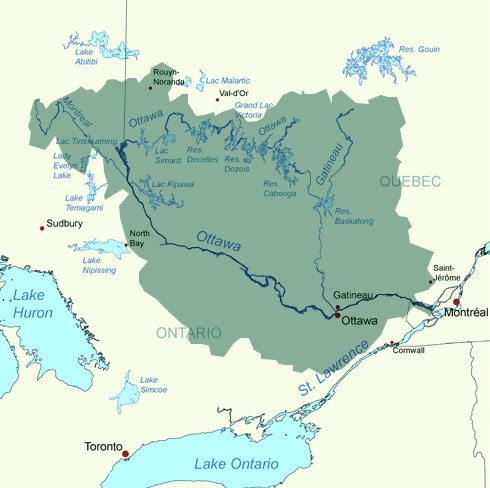 Lake
Abitibi
Rouyn-
Noranda
Lac Malartic
Val-d'Or
Res. Gouin
Montreal
Ottawa
Grand Lac
Victoria
Ottawa
Lac Timiskaming
Lac
Simard
Res.
Decelles
Res.
Dozois
Gatineau
Lady
Evelyn
Lake
Lac Kipawa
Res.
Cabonga
QUEBEC
Lake
Temagami
Res.
Baskatong
Sudbury
North
Bay
Ottawa
Lake
Nipissing
Saint-
Jérôme
Lake
Huron
Gatineau
Montréal
Ottawa
ONTARIO
Cornwall
St. Lawrence
Lake
Simcoe
Toronto
Lake Ontario